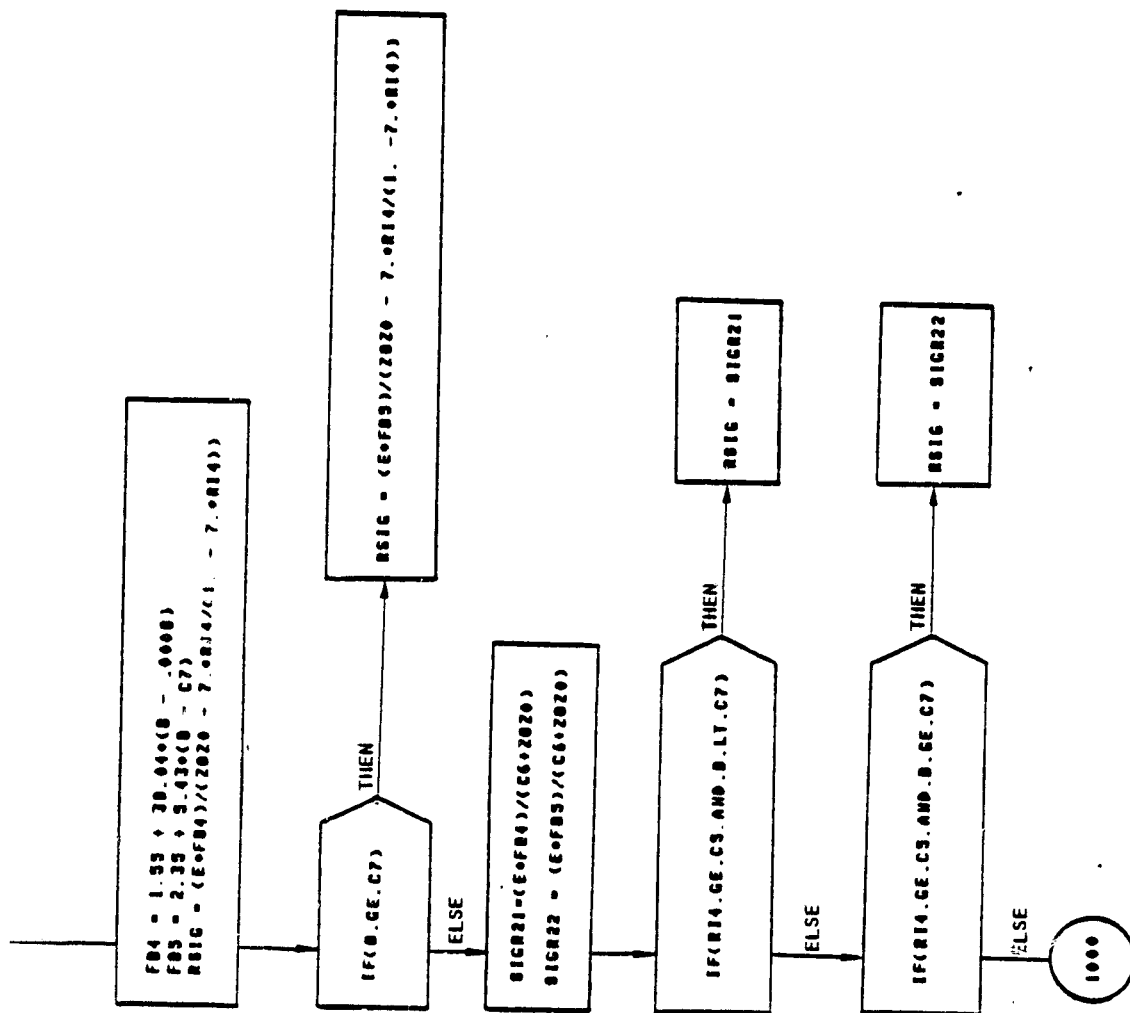 FB4 = 1.55 + 30.04*(B - .0008)
FB5 = 2.35 + 5.43*(B - C7)
RSIG = (E*FB4)/(Z0Z0 - 7.*RI4/(1. - 7.*RI4))
IF(B.GE.C7)
THEN
RSIG = (E*FB5)/(Z0Z0 - 7.*RI4/(1. -7.*RI4))
ELSE
SIGR21=(E*FB4)/(C6*Z0Z0)
SIGR22 = (E*FB5)/(C6*Z0Z0)
IF(RI4.GE.C5.AND.B.LT.C7)
THEN
RSIG = SIGR21
ELSE
IF(RI4.GE.C5.AND.B.GE.C7)
THEN
RSIG = SIGR22
ELSE
1000